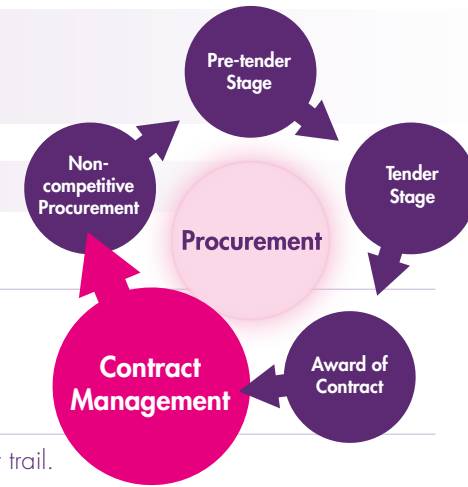 Pre-tender
Stage
Non-
competitive
Procurement
Tender
Stage
Procurement
Contract
Management
Award of
Contract
trail.